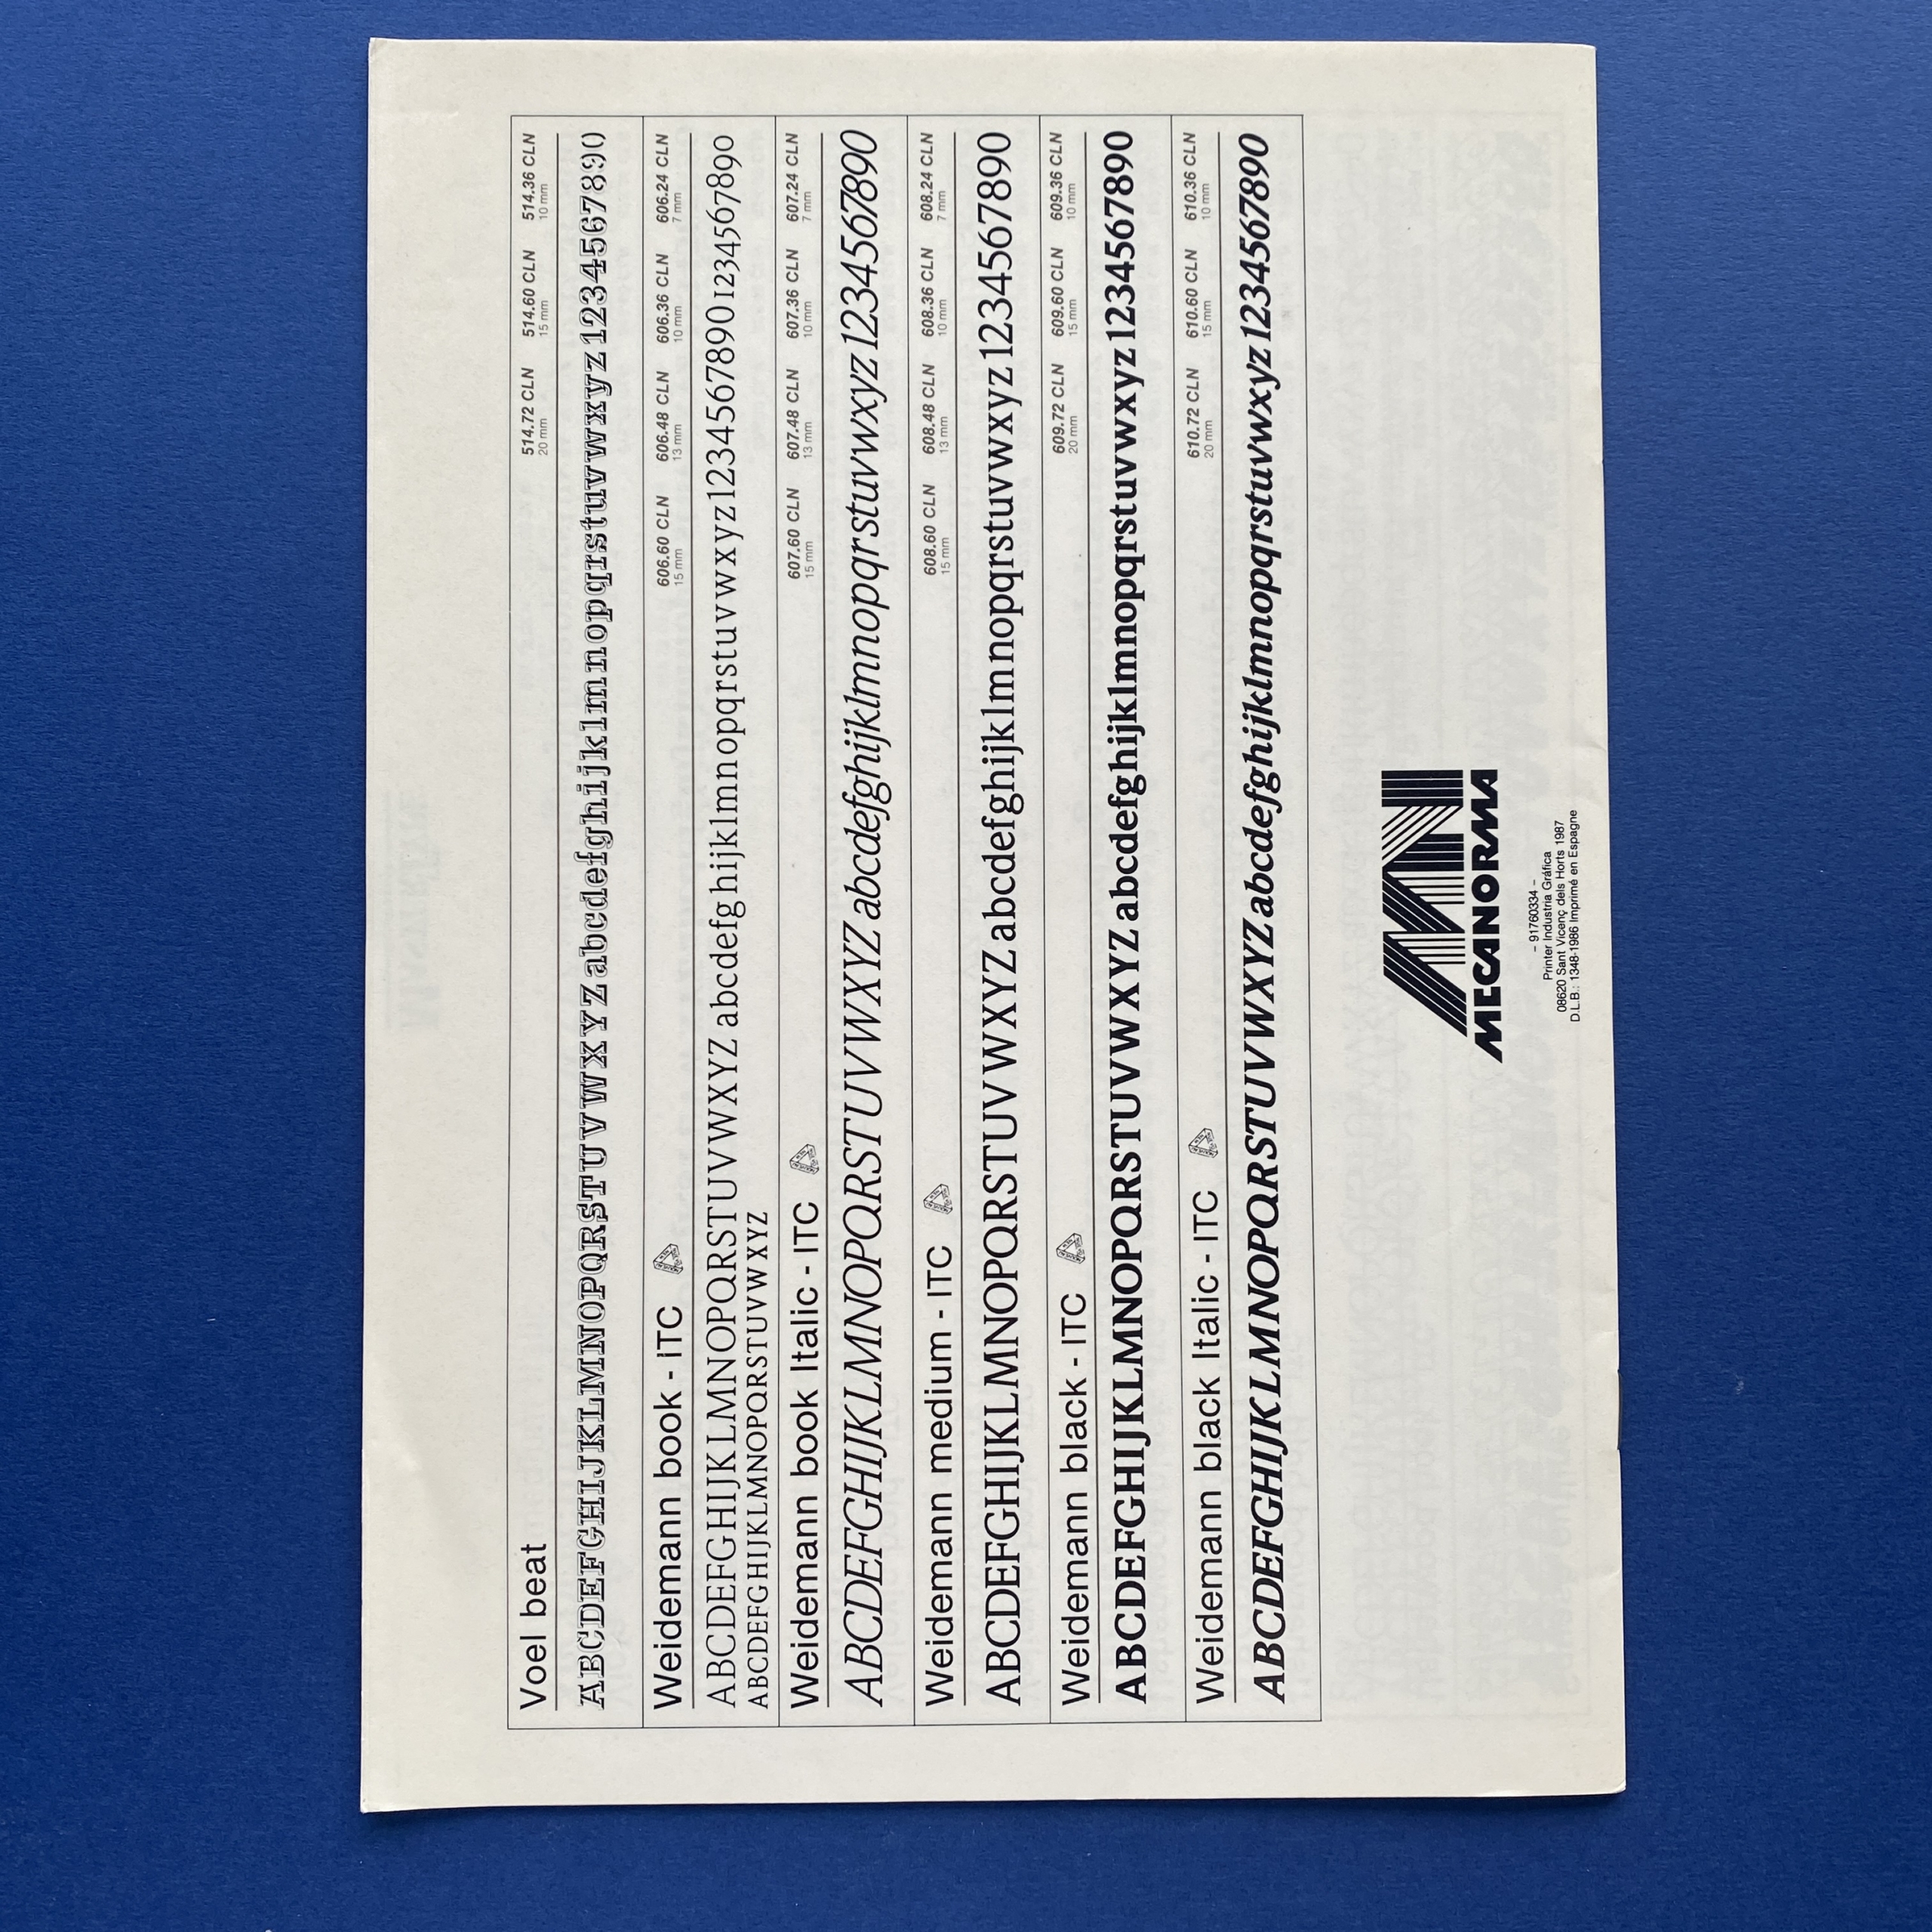 Voel beat
514.72 CLN 514.60 CLN 514.36 CLN
20 mm 15 mm 10 mm
ABCDEFGHIJKLMNOPQRSTUVWXYZ abcdefghijklmnopqrstuvwxyz 1234567890
Weidemann book - ITC
606.60 CLN 606.48 CLN 606.36 CLN 606.24 CLN
15 mm 13 mm 10 mm 7 mm
ABCDEFGHIJKLMNOPQRSTUVWXYZ abcdefghijklmnopqrstuvwxyz1234567890 1234567890
ABCDEFGHIJKLMNOPQRSTUVWXYZ
Weidemann book Italic - ITC
607.60 CLN 607.48 CLN 607.36 CLN 607.24 CLN
15 mm 13 mm 10 mm 7 mm
ABCDEFGHIJKLMNOPQRSTUVWXYZ abcdefghijklmnopqrstuvwxyz 1234567890
Weidemann medium - ITC
608.60 CLN 608.48 CLN 608.36 CLN 608.24 CLN
15 mm 13 mm 10 mm 7 mm
ABCDEFGHIJKLMNOPQRSTUVWXYZ abcdefghijklmnopqrstuvwxyz 1234567890
Weidemann black - ITC
609.72 CLN 609.60 CLN 609.36 CLN
20 mm 15 mm 10 mm
ABCDEFGHIJKLMNOPQRSTUVWXYZ abcdefghijklmnopqrstuvwxyz 1234567890
Weidemann black Italic - ITC
610.72 CLN 610.60 CLN 610.36 CLN
20 mm 15 mm 10 mm
ABCDEFGHIJKLMNOPQRSTUVWXYZ abcdefghijklmnopqrstuvwxyz 1234567890
MECANORMA
- 91760334 -
Printer Industria Gráfica
08620 Sant Vicenç dels Horts 1987
D.L.B.: 1348-1986 Imprimé en Espagne